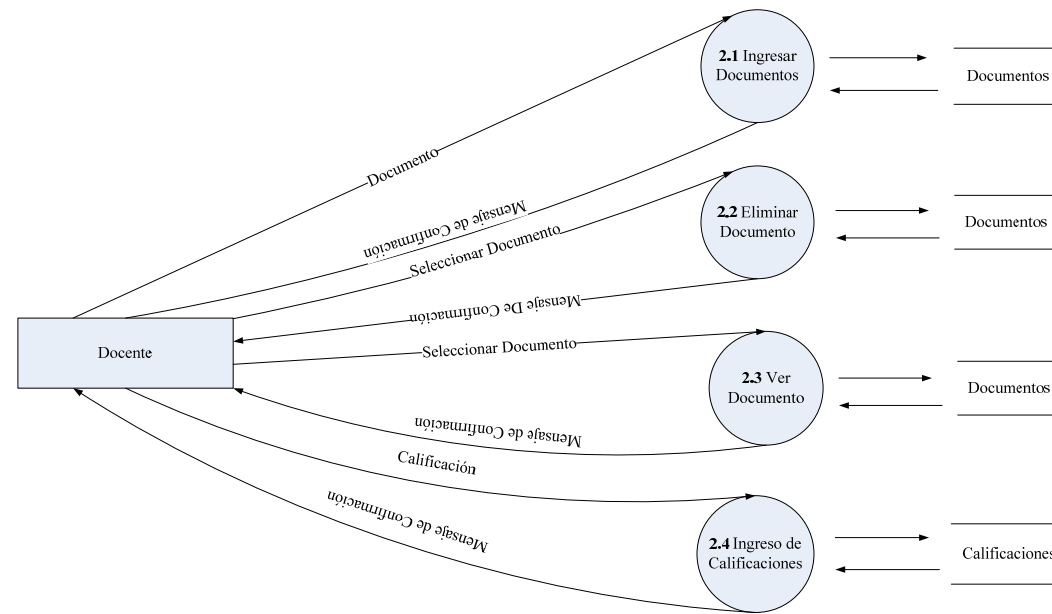 2.1 Ingresar
Documentos
Documentos
Documento
Mensaje de Confirmación
2.2 Eliminar
Documento
Documentos
Seleccionar Documento
Mensaje De Confirmación
Docente
Seleccionar Documento
2.3 Ver
Documento
Documentos
Mensaje de Confirmación
Calificación
Mensaje de Confirmación
2.4 Ingreso de
Calificaciones
Calificaciones